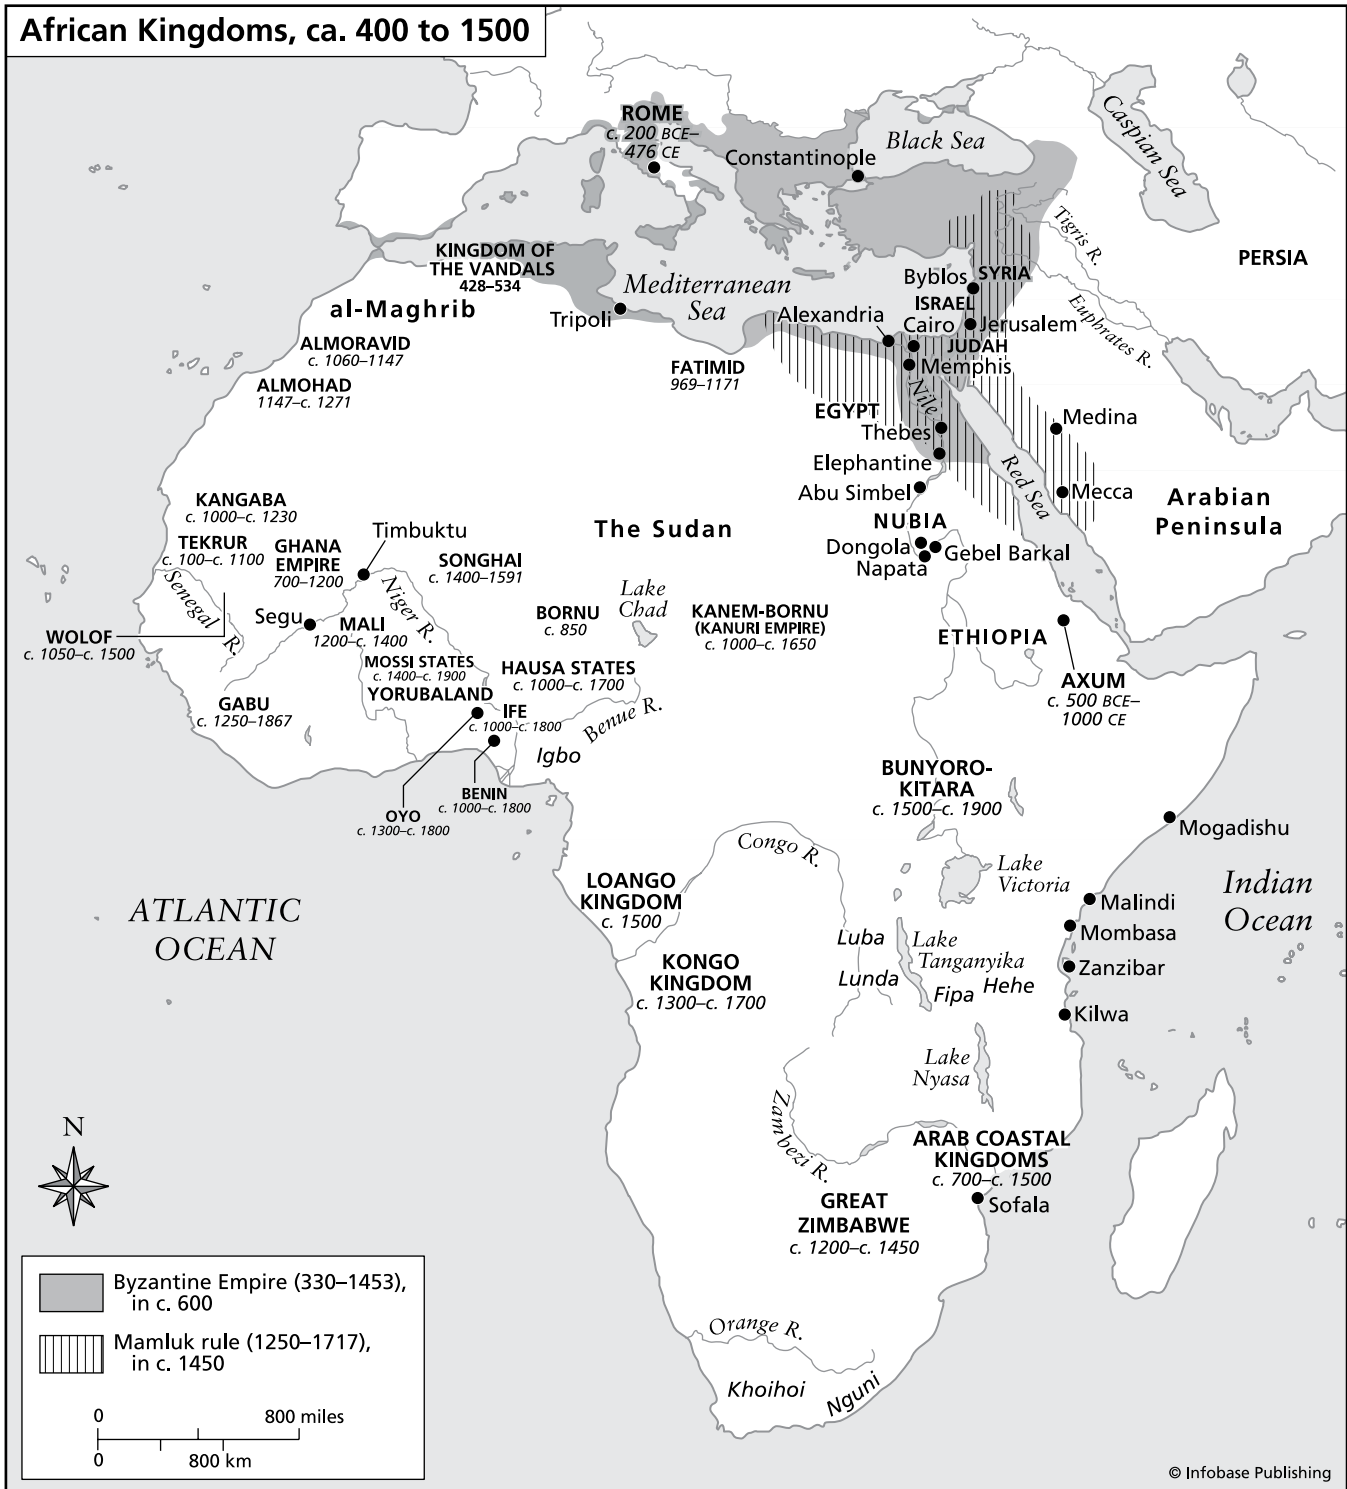 African Kingdoms, ca. 400 to 1500
ROME
c. 200 BCE–
476 CE
Constantinople
Black Sea
Caspian Sea
Tigris R.
PERSIA
KINGDOM OF
THE VANDALS
428–534
Mediterranean
Sea
Byblos
SYRIA
ISRAEL
Euphrates R.
al-Maghrib
Tripoli
Alexandria
Cairo
Jerusalem
JUDAH
ALMORAVID
c. 1060–1147
FATIMID
969–1171
Memphis
ALMOHAD
1147–c. 1271
Nile
EGYPT
Thebes
Medina
Elephantine
Red Sea
Abu Simbel
Mecca
Arabian
Peninsula
KANGABA
c. 1000–c. 1230
Timbuktu
The Sudan
NUBIA
TEKRUR
c. 100–c. 1100
GHANA
EMPIRE
700–1200
SONGHAI
c. 1400–1591
Dongola
Gebel Barkal
Napata
Senegal R.
Niger R.
Lake
Chad
Segu
MALI
1200–c. 1400
BORNU
c. 850
KANEM-BORNU
(KANURI EMPIRE)
c. 1000–c. 1650
WOLOF
c. 1050–c. 1500
ETHIOPIA
MOSSI STATES
c. 1400–c. 1900
HAUSA STATES
c. 1000–c. 1700
AXUM
c. 500 BCE–
1000 CE
GABU
c. 1250–1867
YORUBALAND
IFE
c. 1000–c. 1800
Benue R.
Igbo
BENIN
c. 1000–c. 1800
OYO
c. 1300–c. 1800
BUNYORO-
KITARA
c. 1500–c. 1900
Mogadishu
Congo R.
Lake
Victoria
LOANGO
KINGDOM
c. 1500
Indian
Ocean
ATLANTIC
OCEAN
Malindi
Mombasa
Luba
Lake
Tanganyika
Zanzibar
KONGO
KINGDOM
c. 1300–c. 1700
Lunda
Fipa
Hehe
Kilwa
Lake
Nyasa
Zambezi R.
N
ARAB COASTAL
KINGDOMS
c. 700–c. 1500
Sofala
GREAT
ZIMBABWE
c. 1200–c. 1450
Byzantine Empire (330–1453),
in c. 600
Mamluk rule (1250–1717),
in c. 1450
Orange R.
Khoihoi
Nguni
0 800 miles
0 800 km
© Infobase Publishing